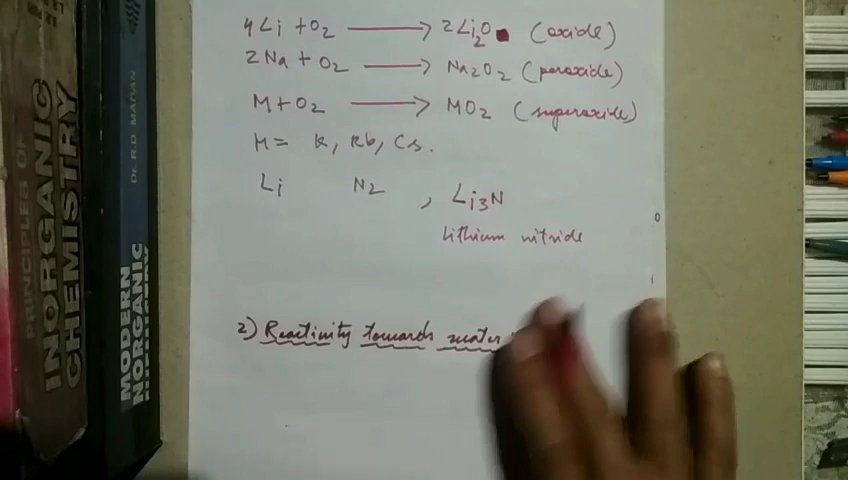 4Li + O2 ⟶ 2Li2O (oxide)
2Na + O2 ⟶ Na2O2 (peroxide)
M + O2 ⟶ MO2 (superoxide)
M = K, Rb, Cs.
Li N2 , Li3N
Lithium nitride
2) Reactivity towards water
PRINCIPLES OF
INORGANIC
CHEMISTRY
MODERN
INORGANIC
Dr. R.D. MADAN